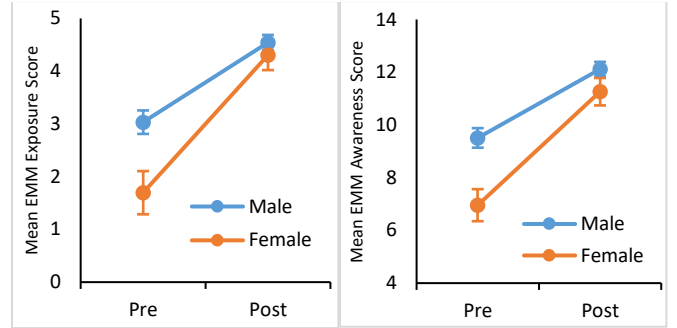 Mean EMM Exposure Score
5
4
3
2
1
0
Male
Female
Pre Post
Mean EMM Awareness Score
14
12
10
8
6
4
Male
Female
Pre Post